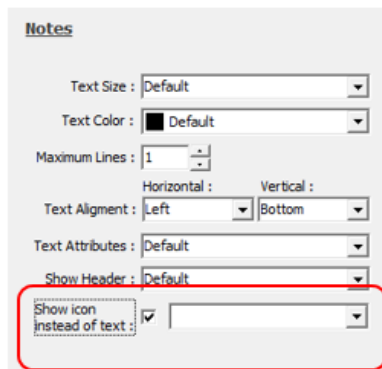 Notes
Text Size : Default
Text Color : Default
Maximum Lines : 1
Horizontal : Vertical :
Text Aligment : Left Bottom
Text Attributes : Default
Show Header : Default
Show icon
instead of text :